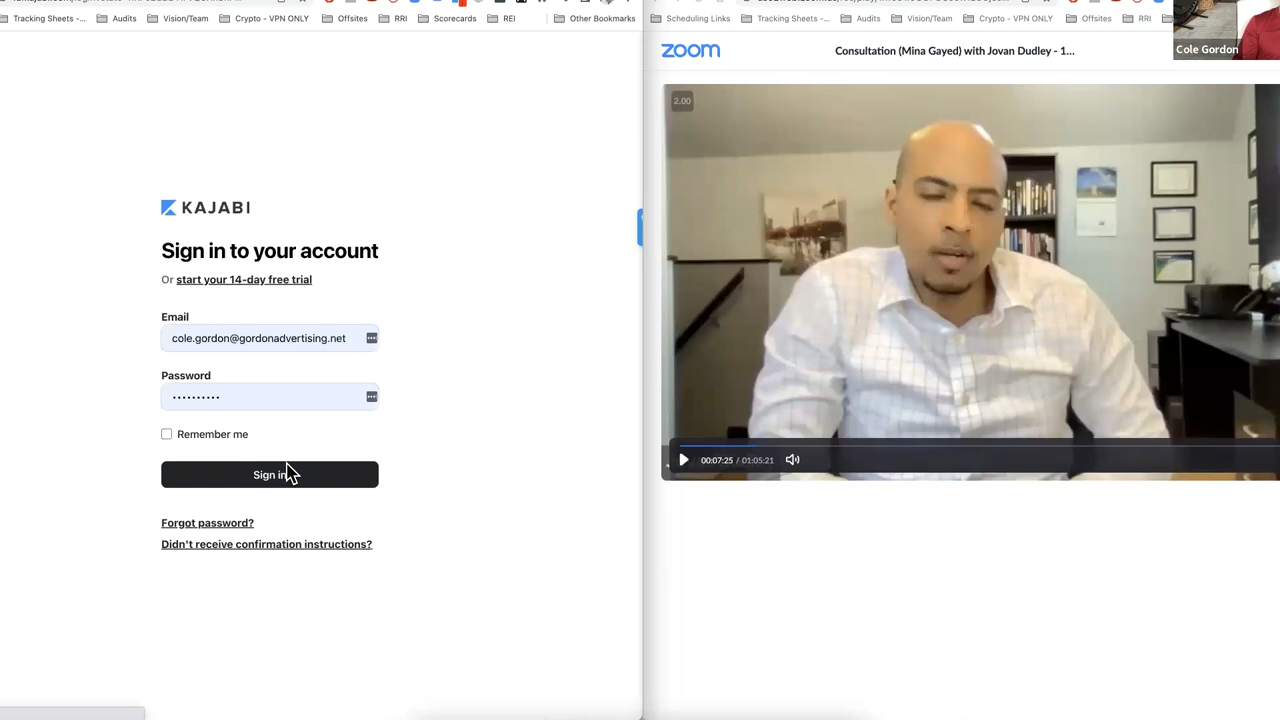 Tracking Sheets -... Audits Vision/Team Crypto - VPN ONLY Offsites RRI Scorecards REI Other Bookmarks
KAJABI
Sign in to your account
Or start your 14-day free trial
Email
cole.gordon@gordonadvertising.net
Password
••••••••••
Remember me
Sign in
Forgot password?
Didn't receive confirmation instructions?
Scheduling Links Tracking Sheets -... Audits Vision/Team Crypto - VPN ONLY Offsites RRI
Cole Gordon
zoom
Consultation (Mina Gayed) with Jovan Dudley - 1...
2.00
00:07:25 / 01:05:21